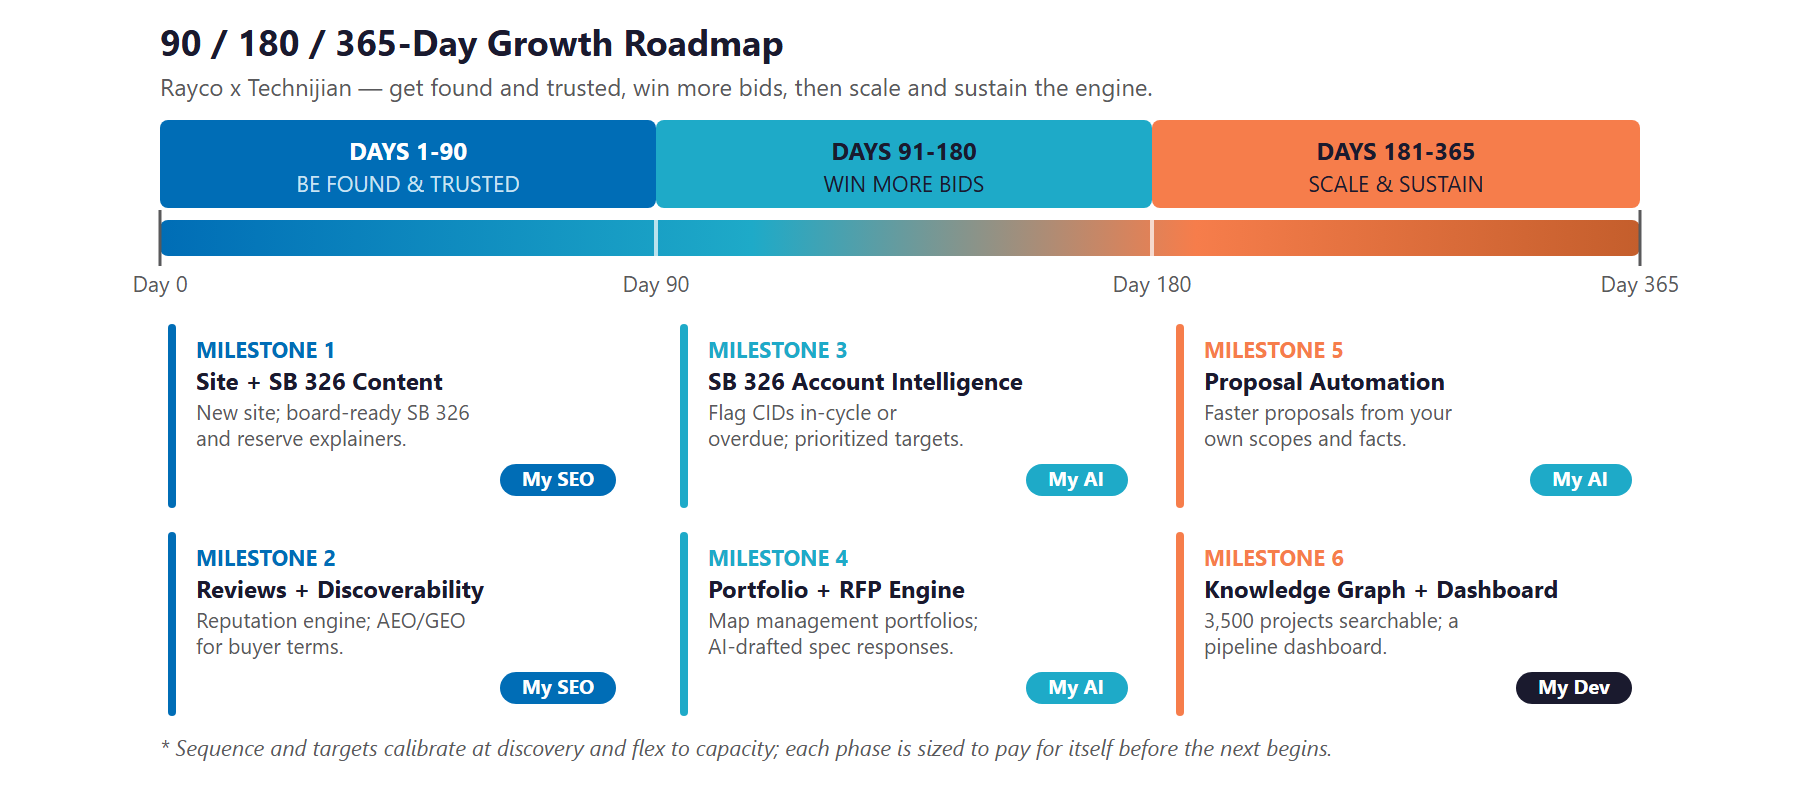 90 / 180 / 365-Day Growth Roadmap
Rayco x Technijian — get found and trusted, win more bids, then scale and sustain the engine.
DAYS 1-90
BE FOUND & TRUSTED
DAYS 91-180
WIN MORE BIDS
DAYS 181-365
SCALE & SUSTAIN
Day 0
Day 90
Day 180
Day 365
MILESTONE 1
Site + SB 326 Content
New site; board-ready SB 326
and reserve explainers.
My SEO
MILESTONE 3
SB 326 Account Intelligence
Flag CIDs in-cycle or
overdue; prioritized targets.
My AI
MILESTONE 5
Proposal Automation
Faster proposals from your
own scopes and facts.
My AI
MILESTONE 2
Reviews + Discoverability
Reputation engine; AEO/GEO
for buyer terms.
My SEO
MILESTONE 4
Portfolio + RFP Engine
Map management portfolios;
AI-drafted spec responses.
My AI
MILESTONE 6
Knowledge Graph + Dashboard
3,500 projects searchable; a
pipeline dashboard.
My Dev
* Sequence and targets calibrate at discovery and flex to capacity; each phase is sized to pay for itself before the next begins.